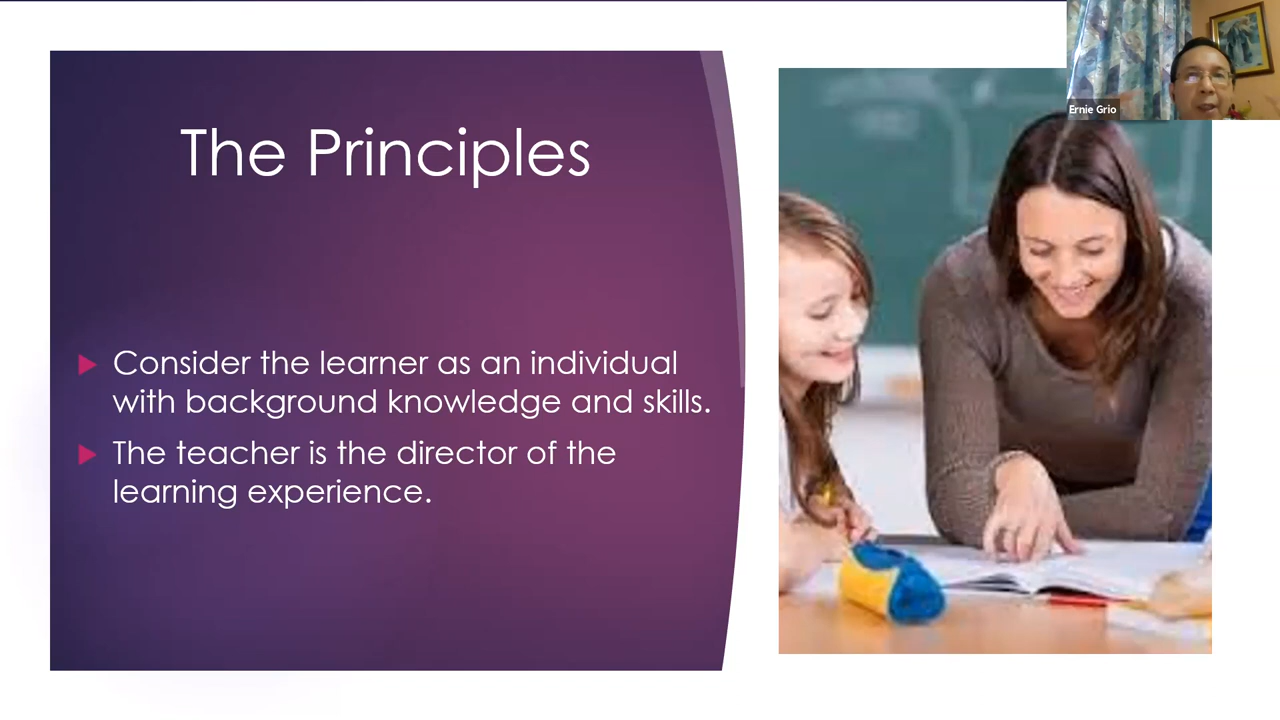 The Principles
Consider the learner as an individual
with background knowledge and skills.
The teacher is the director of the
learning experience.
Ernie Grio